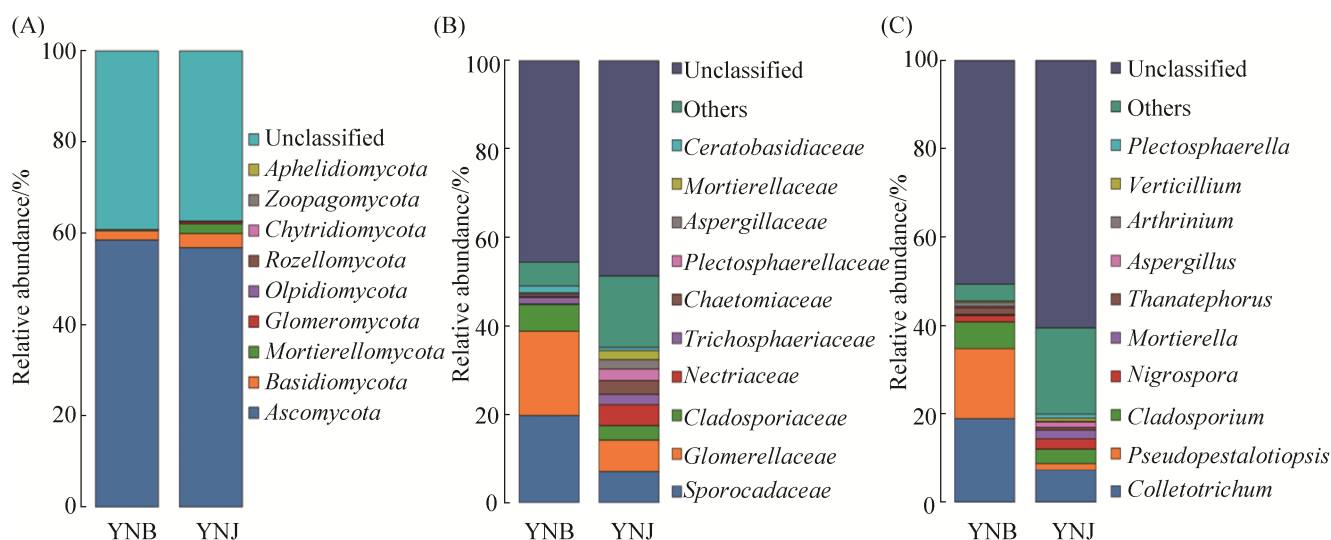 (A)
Relative abundance/%
100
80
60
40
20
0
YNB
YNJ
Unclassified
Aphelidiomycota
Zoopagomycota
Chytridiomycota
Rozellomycota
Olpidiomycota
Glomeromycota
Mortierellomycota
Basidiomycota
Ascomycota
(B)
Relative abundance/%
100
80
60
40
20
0
YNB
YNJ
Unclassified
Others
Ceratobasidiaceae
Mortierellaceae
Aspergillaceae
Plectosphaerellaceae
Chaetomiaceae
Trichosphaeriaceae
Nectriaceae
Cladosporiaceae
Glomerellaceae
Sporocadaceae
(C)
Relative abundance/%
100
80
60
40
20
0
YNB
YNJ
Unclassified
Others
Plectosphaerella
Verticillium
Arthrinium
Aspergillus
Thanatephorus
Mortierella
Nigrospora
Cladosporium
Pseudopestalotiopsis
Colletotrichum